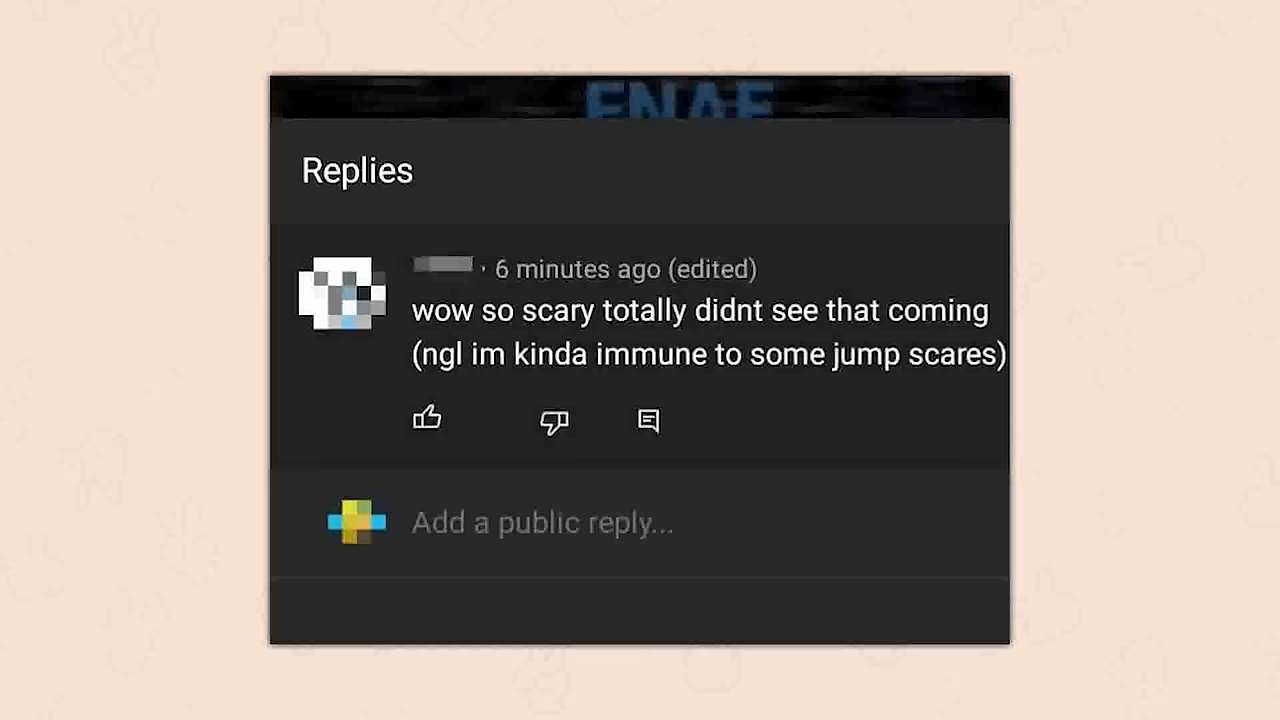 FNAF
Replies
· 6 minutes ago (edited)
wow so scary totally didnt see that coming
(ngl im kinda immune to some jump scares)
Add a public reply...